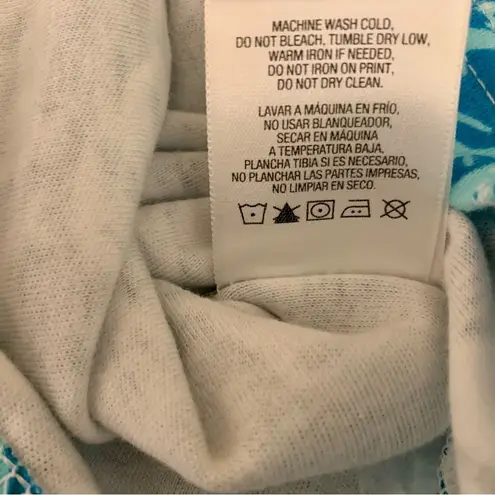 MACHINE WASH COLD,
DO NOT BLEACH, TUMBLE DRY LOW,
WARM IRON IF NEEDED,
DO NOT IRON ON PRINT,
DO NOT DRY CLEAN.
LAVAR A MÁQUINA EN FRÍO,
NO USAR BLANQUEADOR,
SECAR EN MÁQUINA
A TEMPERATURA BAJA,
PLANCHA TIBIA SI ES NECESARIO,
NO PLANCHAR LAS PARTES IMPRESAS,
NO LIMPIAR EN SECO.